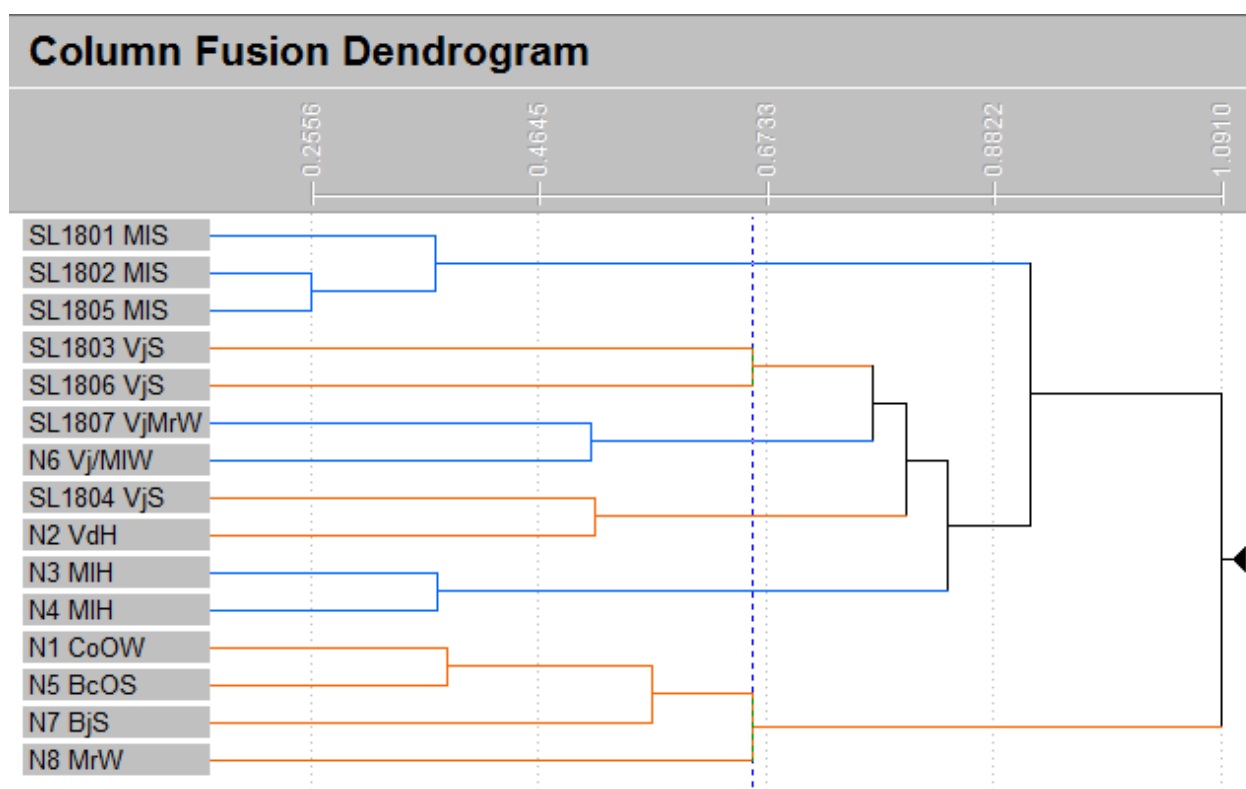 Column Fusion Dendrogram
0.2556
0.4645
0.6733
0.8822
1.0910
SL1801 MIS
SL1802 MIS
SL1805 MIS
SL1803 VjS
SL1806 VjS
SL1807 VjMrW
N6 Vj/MIW
SL1804 VjS
N2 VdH
N3 MIH
N4 MIH
N1 CoOW
N5 BcOS
N7 BjS
N8 MrW